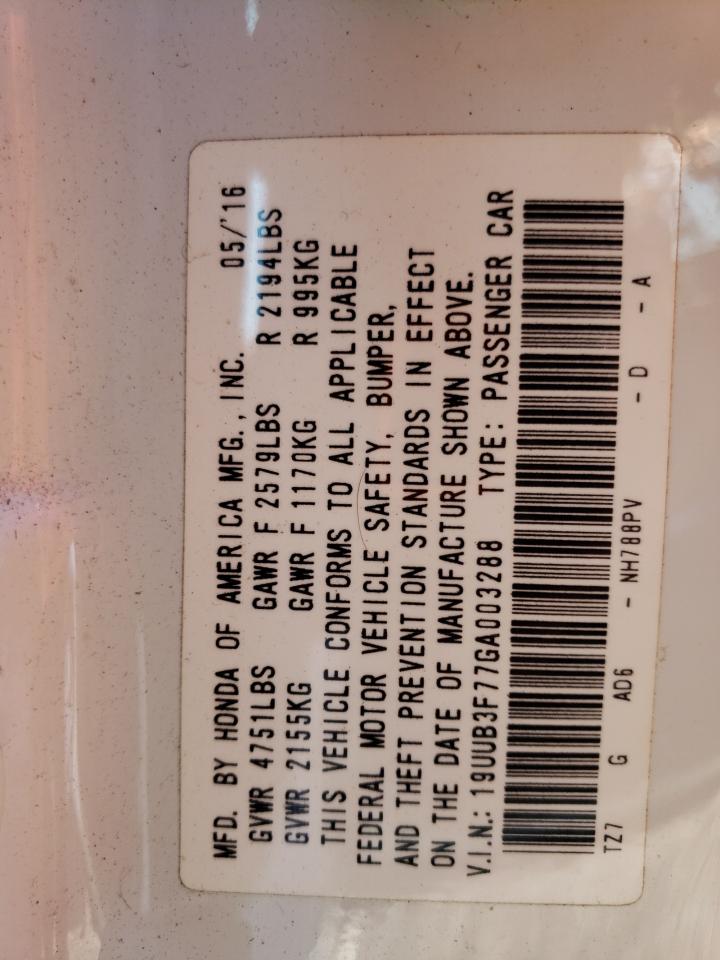 MFD. BY HONDA OF AMERICA MFG., INC. 05/'16
GVWR 4751LBS GAWR F 2579LBS R 2194LBS
GVWR 2155KG GAWR F 1170KG R 995KG
THIS VEHICLE CONFORMS TO ALL APPLICABLE
FEDERAL MOTOR VEHICLE SAFETY, BUMPER,
AND THEFT PREVENTION STANDARDS IN EFFECT
ON THE DATE OF MANUFACTURE SHOWN ABOVE.
V.I.N.: 19UUB3F77GA003288 TYPE: PASSENGER CAR
TZ7 G AD6 - NH788PV - D - A